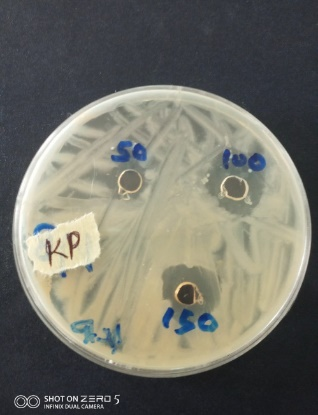 50
100
150
KP
SHOT ON ZERO 5
INFINIX DUAL CAMERA